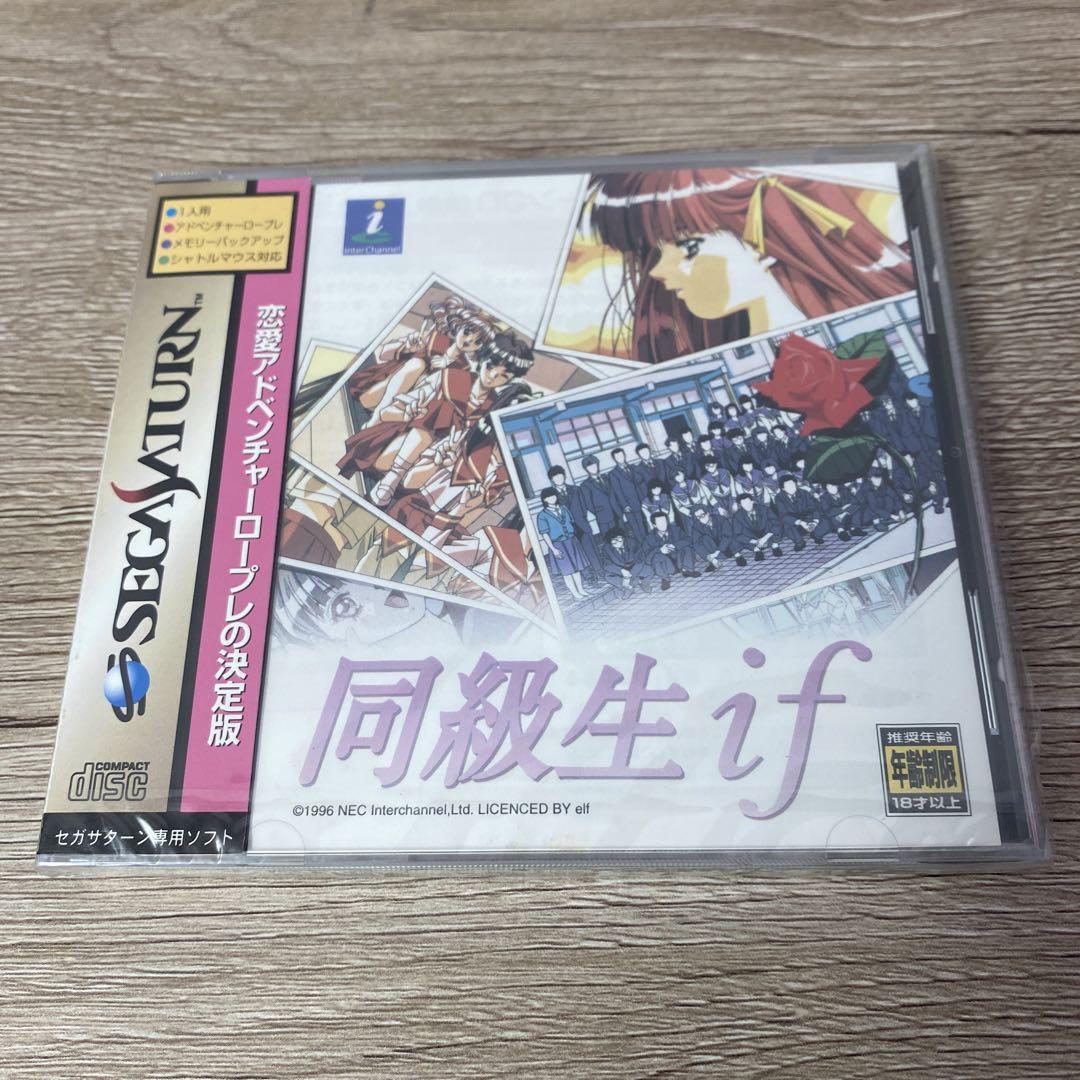 1人用
アドベンチャーロープレ
メモリーバックアップ
シャトルマウス対応
SEGA SATURN™
恋愛アドベンチャーロープレの決定版
COMPACT
disc
セガサターン専用ソフト
i
InterChannel
同級生if
©1996 NEC Interchannel,Ltd. LICENCED BY elf
推奨年齢
年齢制限
18才以上